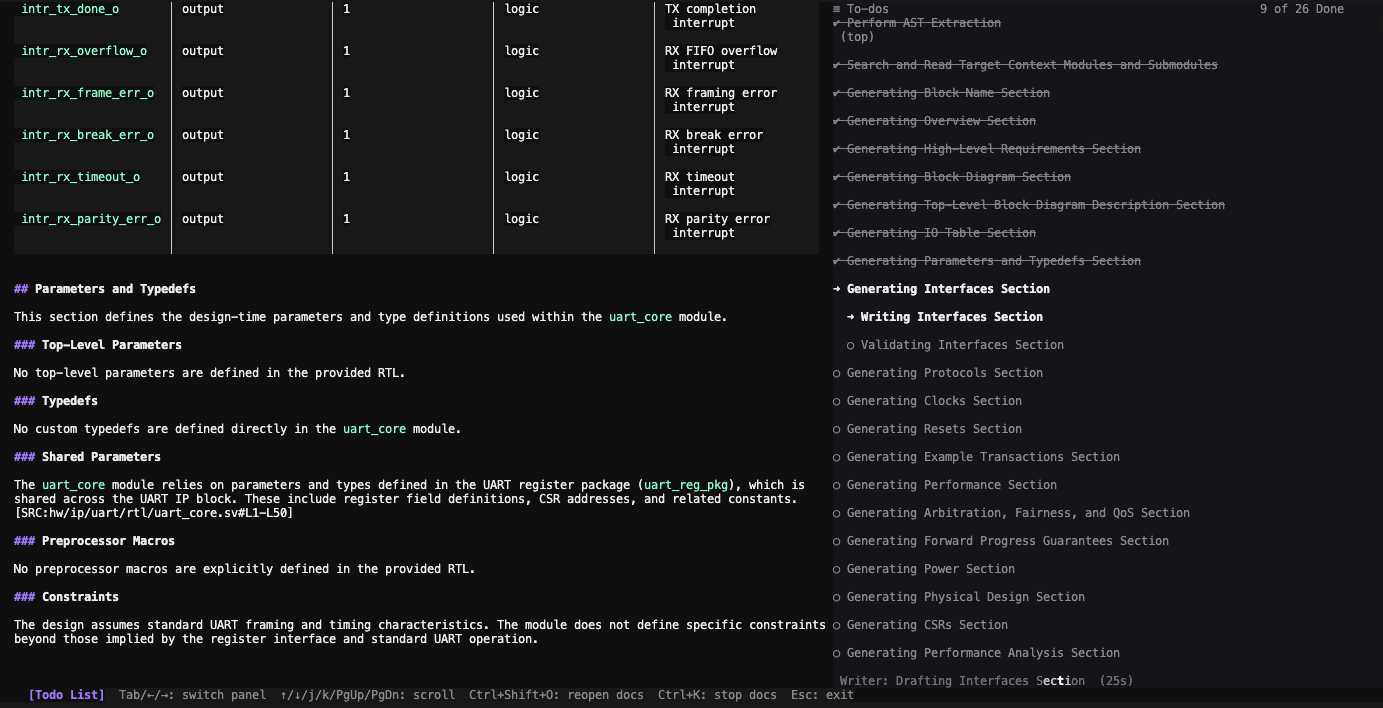 intr_tx_done_o output 1 logic TX completion
interrupt
intr_rx_overflow_o output 1 logic RX FIFO overflow
interrupt
intr_rx_frame_err_o output 1 logic RX framing error
interrupt
intr_rx_break_err_o output 1 logic RX break error
interrupt
intr_rx_timeout_o output 1 logic RX timeout
interrupt
intr_rx_parity_err_o output 1 logic RX parity error
interrupt
## Parameters and Typedefs
This section defines the design-time parameters and type definitions used within the uart_core module.
### Top-Level Parameters
No top-level parameters are defined in the provided RTL.
### Typedefs
No custom typedefs are defined directly in the uart_core module.
### Shared Parameters
The uart_core module relies on parameters and types defined in the UART register package (uart_reg_pkg), which is
shared across the UART IP block. These include register field definitions, CSR addresses, and related constants.
[SRC:hw/ip/uart/rtl/uart_core.sv#L1-L50]
### Preprocessor Macros
No preprocessor macros are explicitly defined in the provided RTL.
### Constraints
The design assumes standard UART framing and timing characteristics. The module does not define specific constraints
beyond those implied by the register interface and standard UART operation.
≡ To-dos 9 of 26 Done
✔ Perform AST Extraction
(top)
✔ Search and Read Target Context Modules and Submodules
✔ Generating Block Name Section
✔ Generating Overview Section
✔ Generating High-Level Requirements Section
✔ Generating Block Diagram Section
✔ Generating Top-Level Block Diagram Description Section
✔ Generating IO Table Section
✔ Generating Parameters and Typedefs Section
→ Generating Interfaces Section
→ Writing Interfaces Section
○ Validating Interfaces Section
○ Generating Protocols Section
○ Generating Clocks Section
○ Generating Resets Section
○ Generating Example Transactions Section
○ Generating Performance Section
○ Generating Arbitration, Fairness, and QoS Section
○ Generating Forward Progress Guarantees Section
○ Generating Power Section
○ Generating Physical Design Section
○ Generating CSRs Section
○ Generating Performance Analysis Section
Writer: Drafting Interfaces Section (25s)
[Todo List] Tab/←/→: switch panel ↑/↓/j/k/PgUp/PgDn: scroll Ctrl+Shift+O: reopen docs Ctrl+K: stop docs Esc: exit